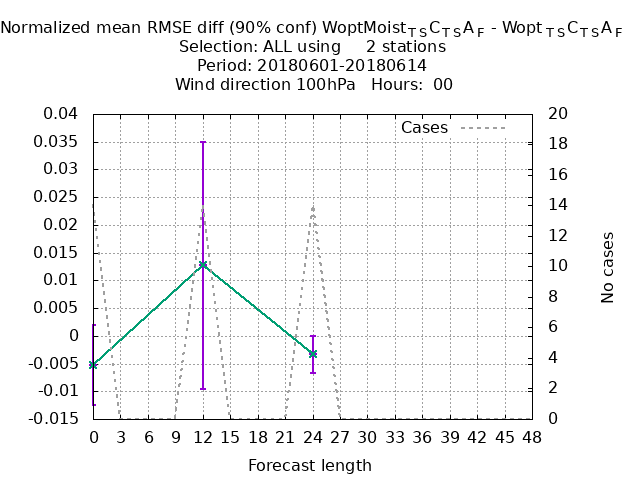 Normalized mean RMSE diff (90% conf) WoptMoist_TSC_TSA_F - Wopt_TSC_TSA_F
Selection: ALL using 2 stations
Period: 20180601-20180614
Wind direction 100hPa Hours: 00
0.04
0.035
0.03
0.025
0.02
0.015
0.01
0.005
0
-0.005
-0.01
-0.015
Cases
20
18
16
14
12
10
8
6
4
2
0
No cases
0 3 6 9 12 15 18 21 24 27 30 33 36 39 42 45 48
Forecast length